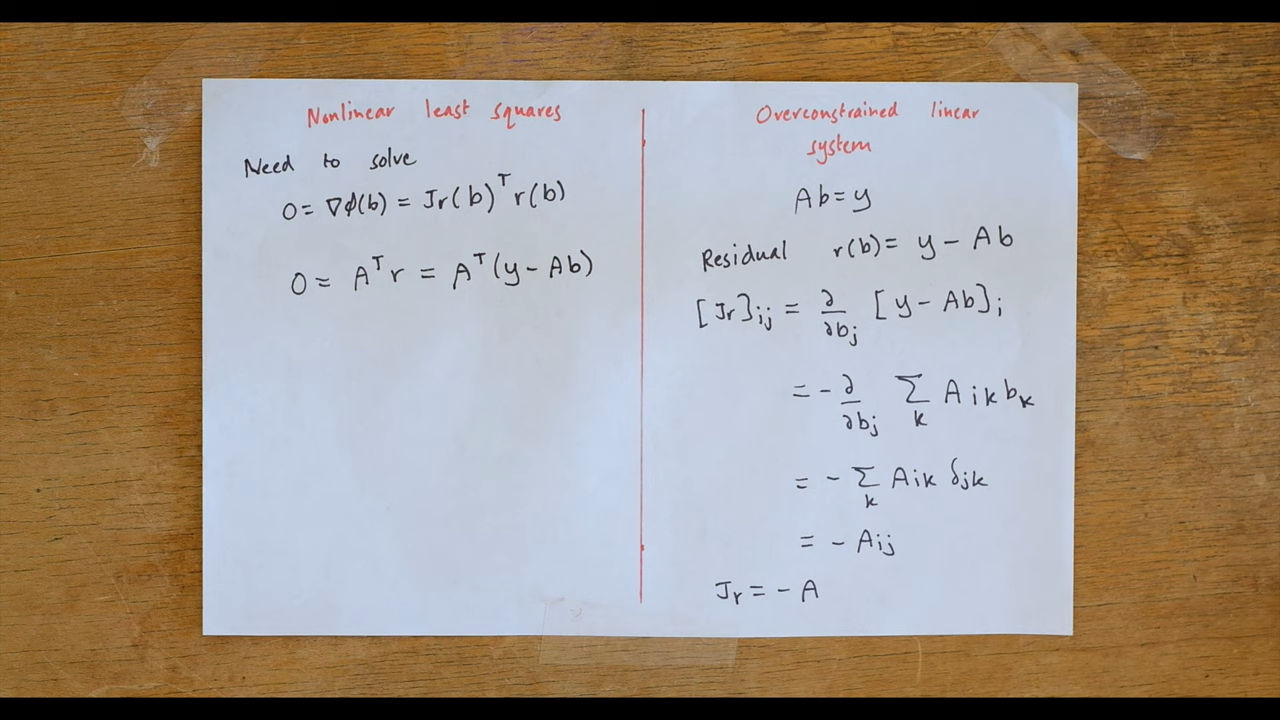 Nonlinear least squares
Need to solve
0 = ∇ϕ(b) = Jr(b)ᵀ r(b)
0 = Aᵀr = Aᵀ(y - Ab)
Overconstrained linear
system
Ab = y
Residual r(b) = y - Ab
[Jr]ij = ∂/∂bj [y - Ab]i
= - ∂/∂bj Σk Aik bk
= - Σk Aik δjk
= - Aij
Jr = - A